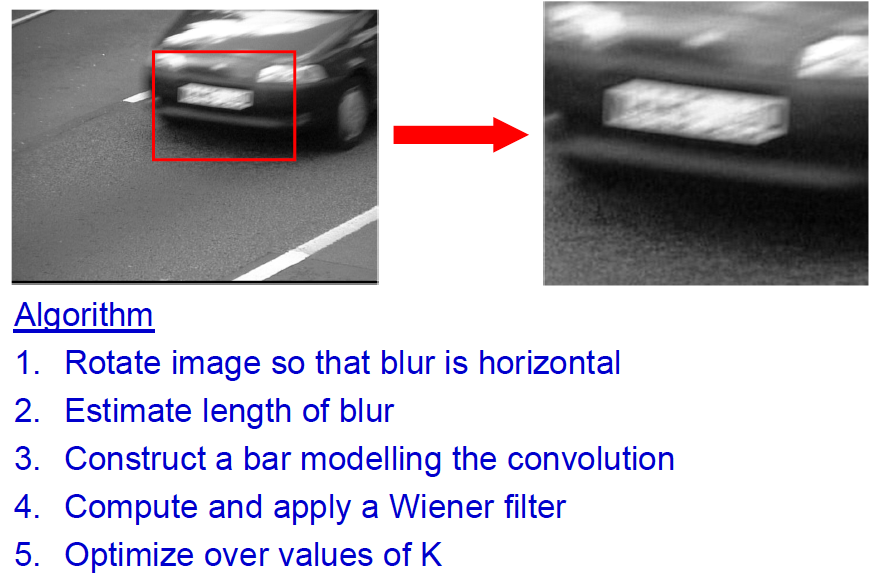 Algorithm
1. Rotate image so that blur is horizontal
2. Estimate length of blur
3. Construct a bar modelling the convolution
4. Compute and apply a Wiener filter
5. Optimize over values of K